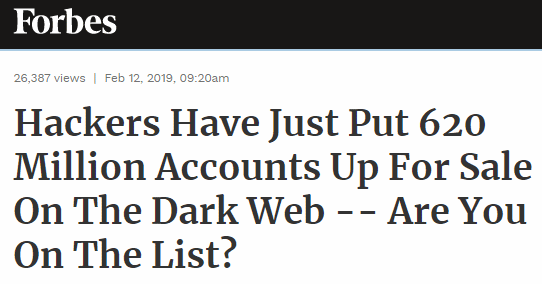 Forbes
26,387 views | Feb 12, 2019, 09:20am
Hackers Have Just Put 620
Million Accounts Up For Sale
On The Dark Web -- Are You
On The List?